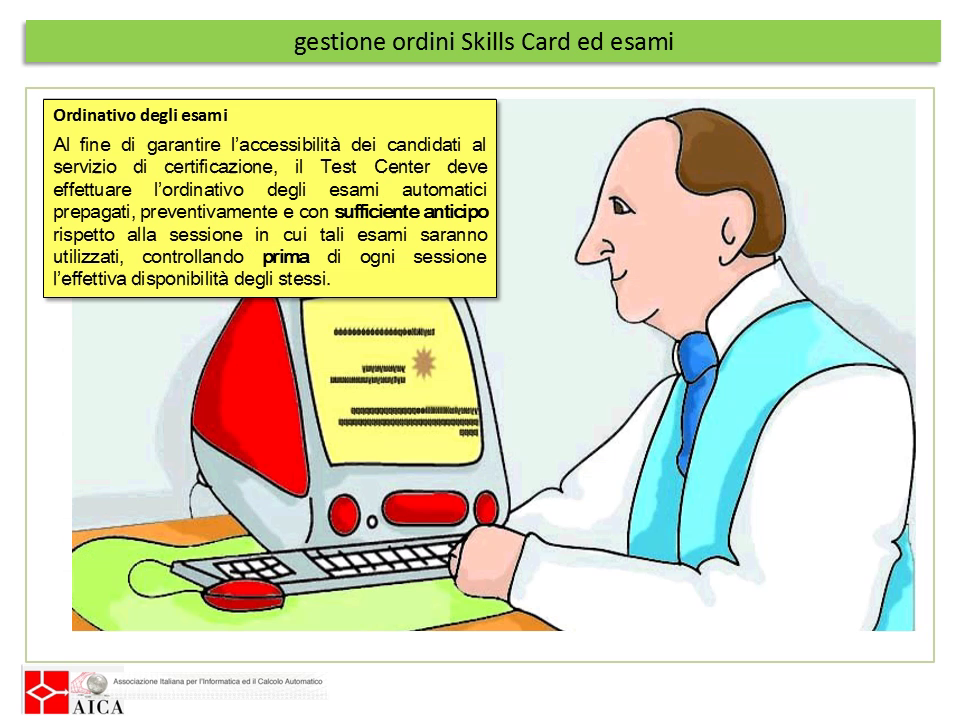 gestione ordini Skills Card ed esami
Ordinativo degli esami
Al fine di garantire l’accessibilità dei candidati al
servizio di certificazione, il Test Center deve
effettuare l’ordinativo degli esami automatici
prepagati, preventivamente e con sufficiente anticipo
rispetto alla sessione in cui tali esami saranno
utilizzati, controllando prima di ogni sessione
l’effettiva disponibilità degli stessi.
Associazione Italiana per l'Informatica ed il Calcolo Automatico
AICA